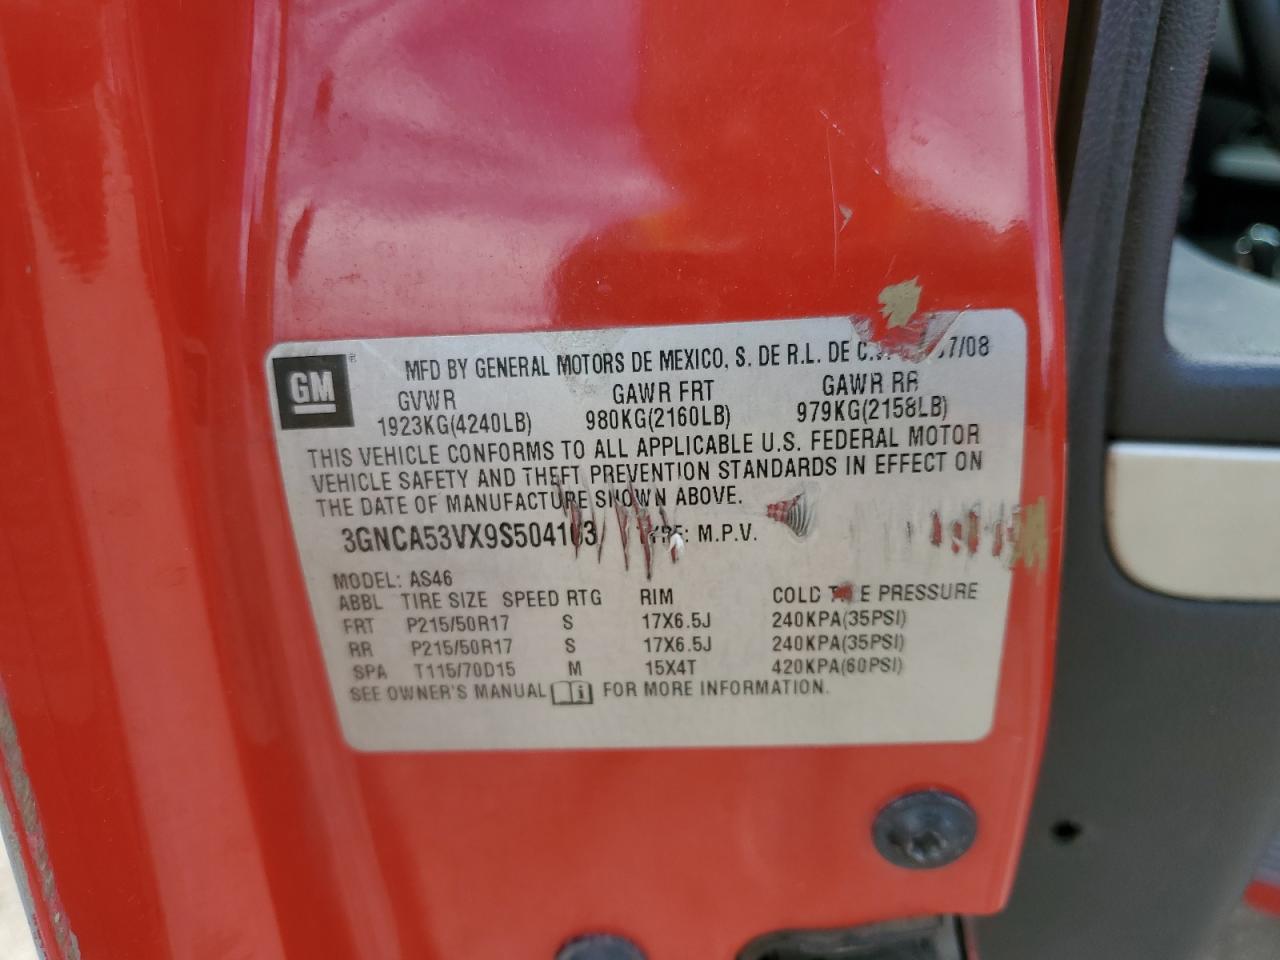 GM
MFD BY GENERAL MOTORS DE MEXICO, S. DE R.L. DE
GVWR GAWR FRT GAWR RR
1923KG(4240LB) 980KG(2160LB) 979KG(2158LB)
THIS VEHICLE CONFORMS TO ALL APPLICABLE U.S. FEDERAL MOTOR
VEHICLE SAFETY AND THEFT PREVENTION STANDARDS IN EFFECT ON
THE DATE OF MANUFACTURE SHOWN ABOVE.
TYPE: M.P.V.
MODEL: AS46
ABBL TIRE SIZE SPEED RTG RIM COLD TIRE PRESSURE
FRT P215/50R17 S 17X6.5J 240KPA(35PSI)
RR P215/50R17 S 17X6.5J 240KPA(35PSI)
SPA T115/70D15 M 15X4T 420KPA(60PSI)
SEE OWNER'S MANUAL FOR MORE INFORMATION.